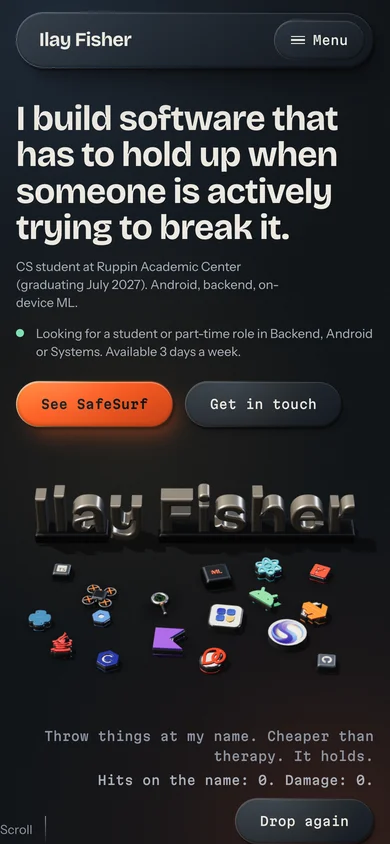 Ilay Fisher
Menu
I build software that
has to hold up when
someone is actively
trying to break it.
CS student at Ruppin Academic Center
(graduating July 2027). Android, backend, on-
device ML.
Looking for a student or part-time role in Backend, Android
or Systems. Available 3 days a week.
See SafeSurf
Get in touch
Ilay Fisher
ML
C
C
Throw things at my name. Cheaper than
therapy. It holds.
Hits on the name: 0. Damage: 0.
Scroll
Drop again